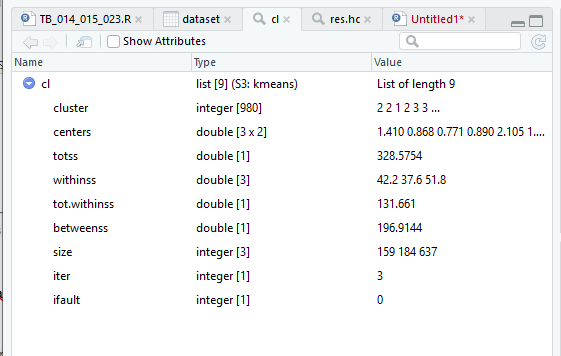 TB_014_015_023.R dataset cl res.hc Untitled1*
Show Attributes
Name Type Value
cl list [9] (S3: kmeans) List of length 9
cluster integer [980] 2 2 1 2 3 3 ...
centers double [3 x 2] 1.410 0.868 0.771 0.890 2.105 1....
totss double [1] 328.5754
withinss double [3] 42.2 37.6 51.8
tot.withinss double [1] 131.661
betweenss double [1] 196.9144
size integer [3] 159 184 637
iter integer [1] 3
ifault integer [1] 0